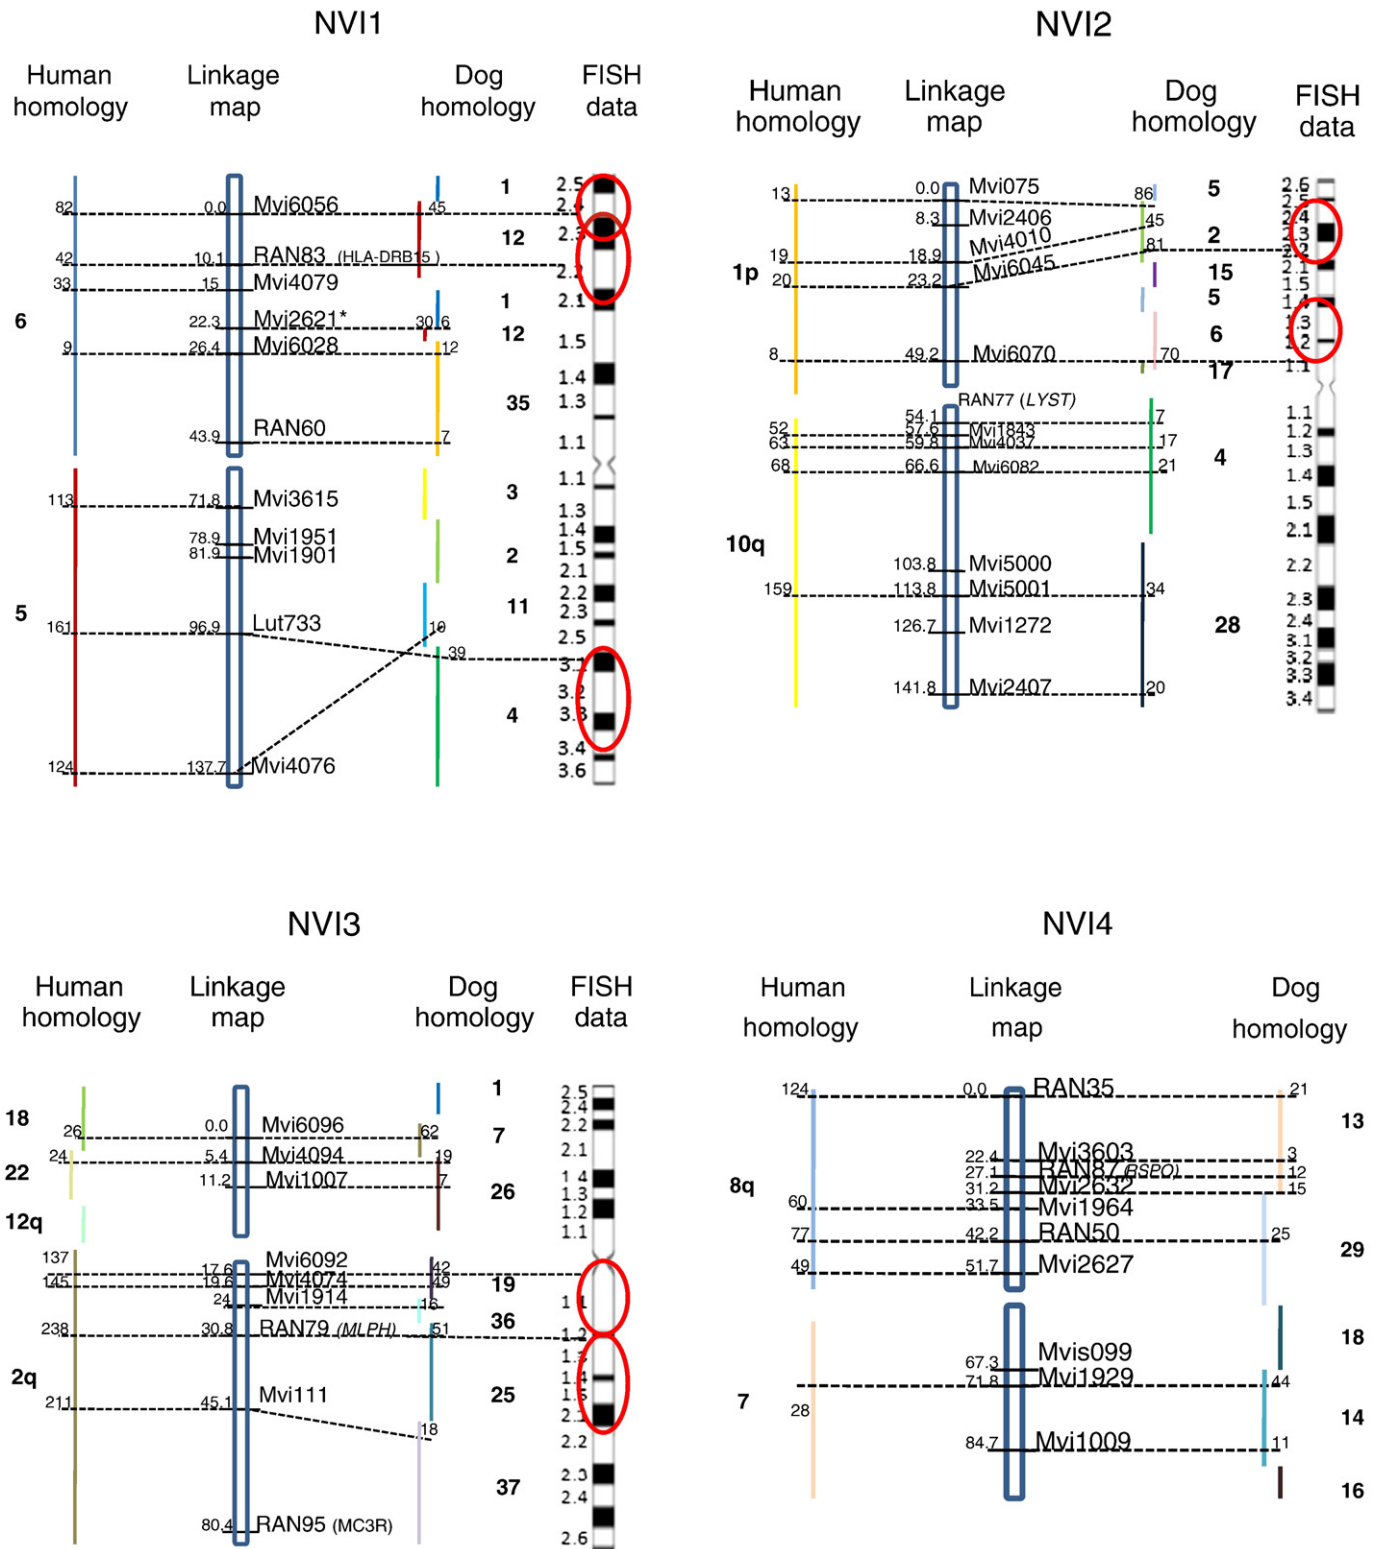 NVI1
Human homology
Linkage map
Dog homology
FISH data
82 0.0 Mvi6056 45 1 2.5
2.4
12 2.3
42 10.1 RAN83 (HLA-DRB15) 2.2
33 15 Mvi4079
6 1 2.1
22.3 Mvi2621* 30 6 12 1.5
9 26.4 Mvi6028 12
1.4
35 1.3
43.9 RAN60 7 1.1
1.1
113 71.8 Mvi3615 3 1.3
78.9 Mvi1951 1.4
81.9 Mvi1901 2 1.5
2.1
2.2
5 11 2.3
161 96.9 Lut733 19 2.5
39 3.1
3.2
4 3.3
3.4
124 137.7 Mvi4076 3.6
NVI2
Human homology
Linkage map
Dog homology
FISH data
13 0.0 Mvi075 86 5 2.6
2.5
8.3 Mvi2406 45 2.4
2 2.3
19 18.9 Mvi4010 81 2.2
1p 20 23.2 Mvi6045 15 2.1
1.5
5 1.4
6 1.3
1.2
8 49.2 Mvi6070 70 17 1.1
RAN77 (LYST)
54.1 7 1.1
52 57.6 Mvi1843 1.2
63 59.8 Mvi4037 17 1.3
68 66.6 Mvi6082 21 4 1.4
1.5
2.1
10q
103.8 Mvi5000 2.2
159 113.8 Mvi5001 34 2.3
2.4
126.7 Mvi1272 28 3.1
3.2
3.3
141.8 Mvi2407 20 3.4
NVI3
Human homology
Linkage map
Dog homology
FISH data
1 2.5
2.4
18 26 0.0 Mvi6096 62 7 2.2
24 5.4 Mvi4094 19 2.1
22 11.2 Mvi1007 7 26 1 4
1.3
12q 1.2
1.1
137 17.6 Mvi6092 42
145 19.6 Mvi4074 49 19
24 Mvi1914 16 1 1
238 30.8 RAN79 (MLPH) 51 36 1.2
1.3
2q 25 1.4
211 45.1 Mvi111 1.5
18 2.2
37 2.3
2.4
80.4 RAN95 (MC3R) 2.6
NVI4
Human homology
Linkage map
Dog homology
124 0.0 RAN35 21
13
22.4 Mvi3603 3
27.1 RAN87 (RSPO) 12
8q 31.2 Mvi2632 15
60 33.5 Mvi1964
77 42.2 RAN50 25 29
49 51.7 Mvi2627
18
67.3 Mvis099
7 28 71.8 Mvi1929 44
14
84.7 Mvi1009 11
16